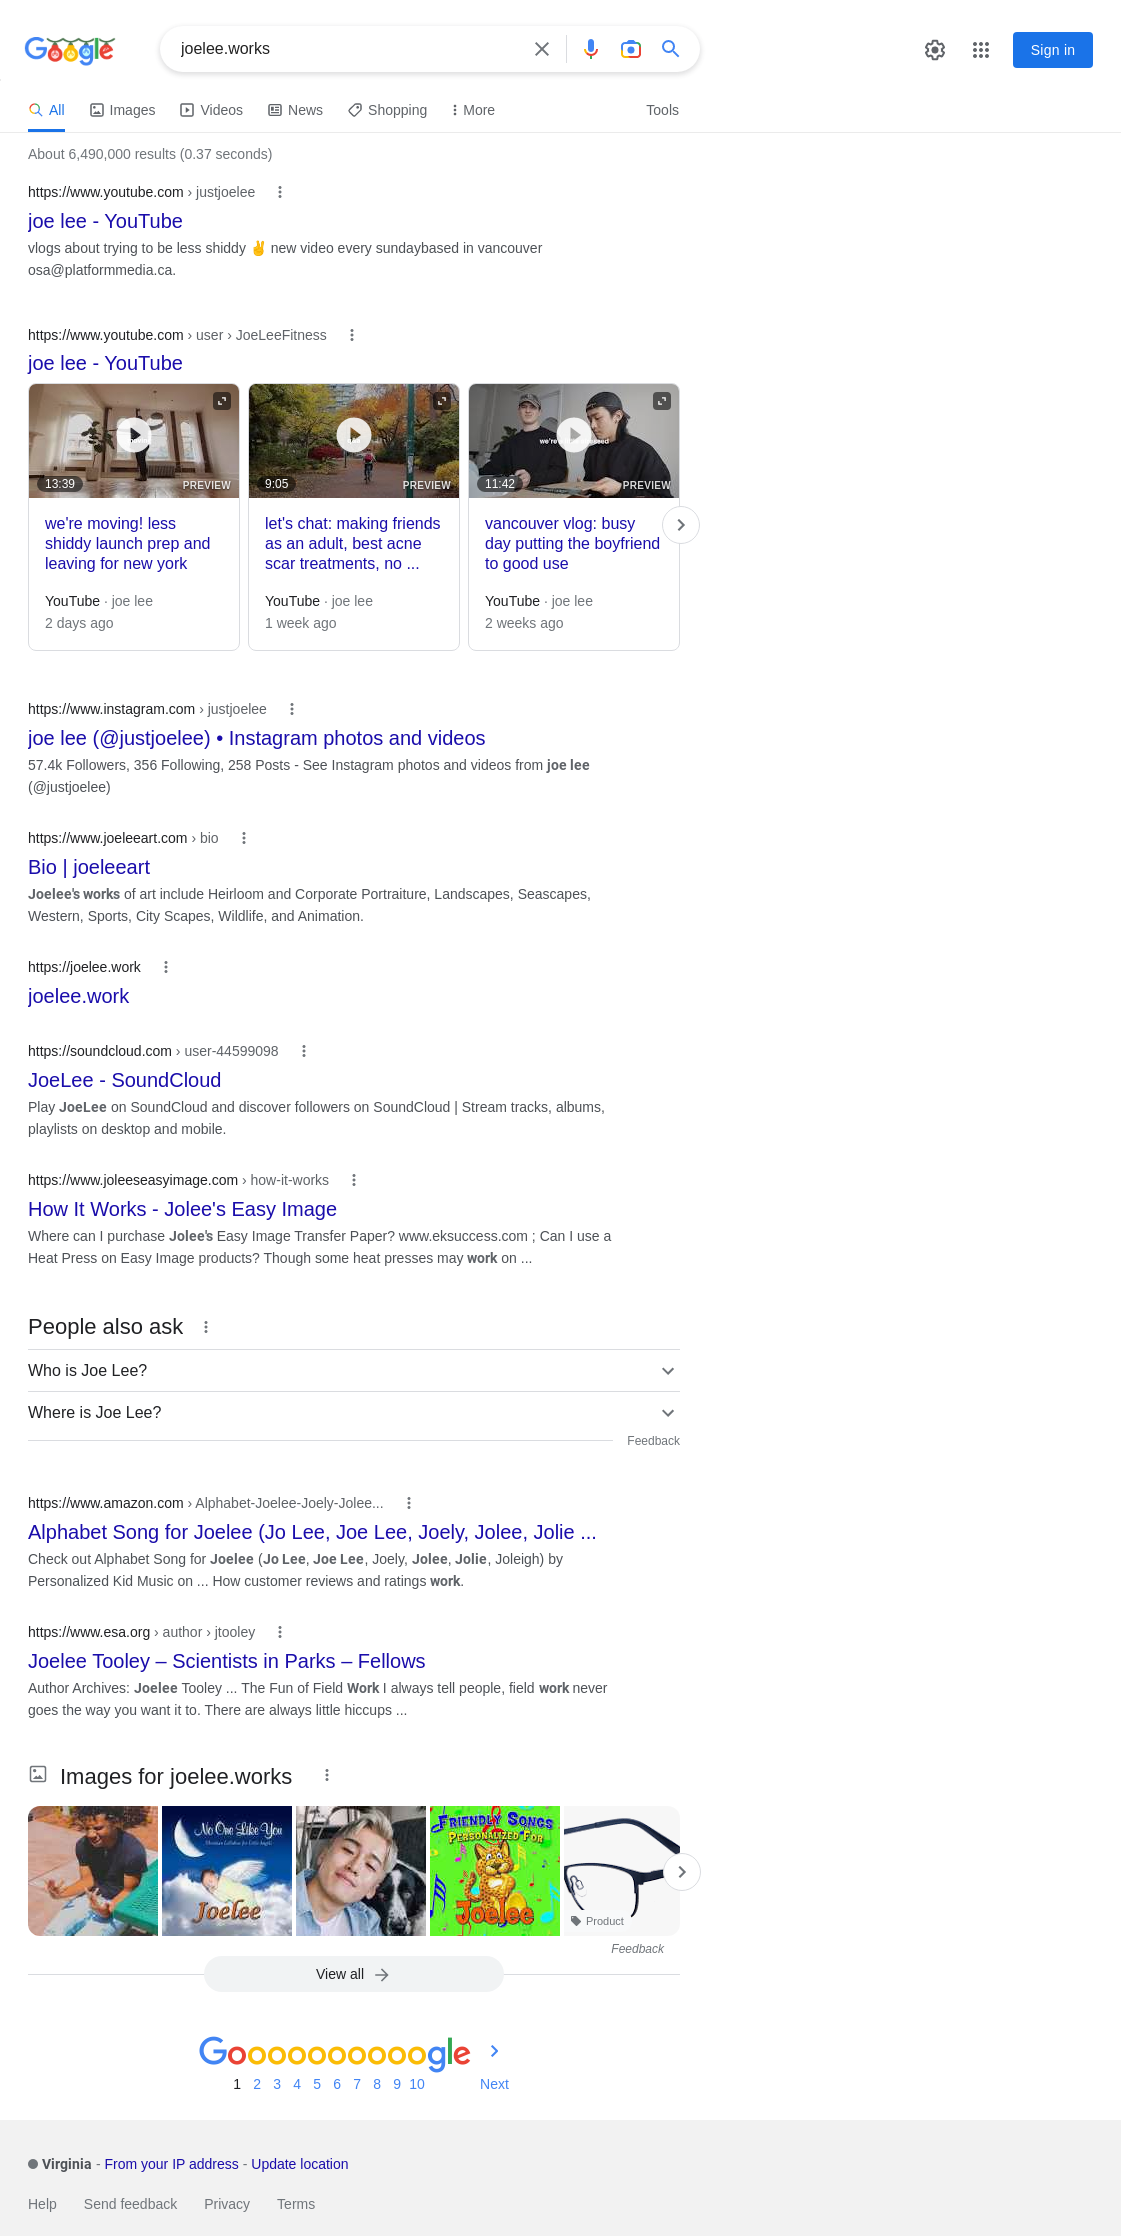 Google
joelee.works
Sign in
All
Images
Videos
News
Shopping
More
Tools
About 6,490,000 results (0.37 seconds)
https://www.youtube.com › justjoelee
joe lee - YouTube
vlogs about trying to be less shiddy ✌️ new video every sundaybased in vancouver
osa@platformmedia.ca.
https://www.youtube.com › user › JoeLeeFitness
joe lee - YouTube
13:39
PREVIEW
we're moving! less
shiddy launch prep and
leaving for new york
YouTube · joe lee
2 days ago
9:05
PREVIEW
let's chat: making friends
as an adult, best acne
scar treatments, no ...
YouTube · joe lee
1 week ago
11:42
PREVIEW
vancouver vlog: busy
day putting the boyfriend
to good use
YouTube · joe lee
2 weeks ago
https://www.instagram.com › justjoelee
joe lee (@justjoelee) • Instagram photos and videos
57.4k Followers, 356 Following, 258 Posts - See Instagram photos and videos from joe lee
(@justjoelee)
https://www.joeleeart.com › bio
Bio | joeleeart
Joelee's works of art include Heirloom and Corporate Portraiture, Landscapes, Seascapes,
Western, Sports, City Scapes, Wildlife, and Animation.
https://joelee.work
joelee.work
https://soundcloud.com › user-44599098
JoeLee - SoundCloud
Play JoeLee on SoundCloud and discover followers on SoundCloud | Stream tracks, albums,
playlists on desktop and mobile.
https://www.joleeseasyimage.com › how-it-works
How It Works - Jolee's Easy Image
Where can I purchase Jolee's Easy Image Transfer Paper? www.eksuccess.com ; Can I use a
Heat Press on Easy Image products? Though some heat presses may work on ...
People also ask
Who is Joe Lee?
Where is Joe Lee?
Feedback
https://www.amazon.com › Alphabet-Joelee-Joely-Jolee...
Alphabet Song for Joelee (Jo Lee, Joe Lee, Joely, Jolee, Jolie ...
Check out Alphabet Song for Joelee (Jo Lee, Joe Lee, Joely, Jolee, Jolie, Joleigh) by
Personalized Kid Music on ... How customer reviews and ratings work.
https://www.esa.org › author › jtooley
Joelee Tooley – Scientists in Parks – Fellows
Author Archives: Joelee Tooley ... The Fun of Field Work I always tell people, field work never
goes the way you want it to. There are always little hiccups ...
Images for joelee.works
No One Like You
Joelee
FRIENDLY SONGS
PERSONALIZED FOR
Joelee
Product
Feedback
View all
Goooooooooogle
1 2 3 4 5 6 7 8 9 10 Next
Virginia - From your IP address - Update location
Help Send feedback Privacy Terms